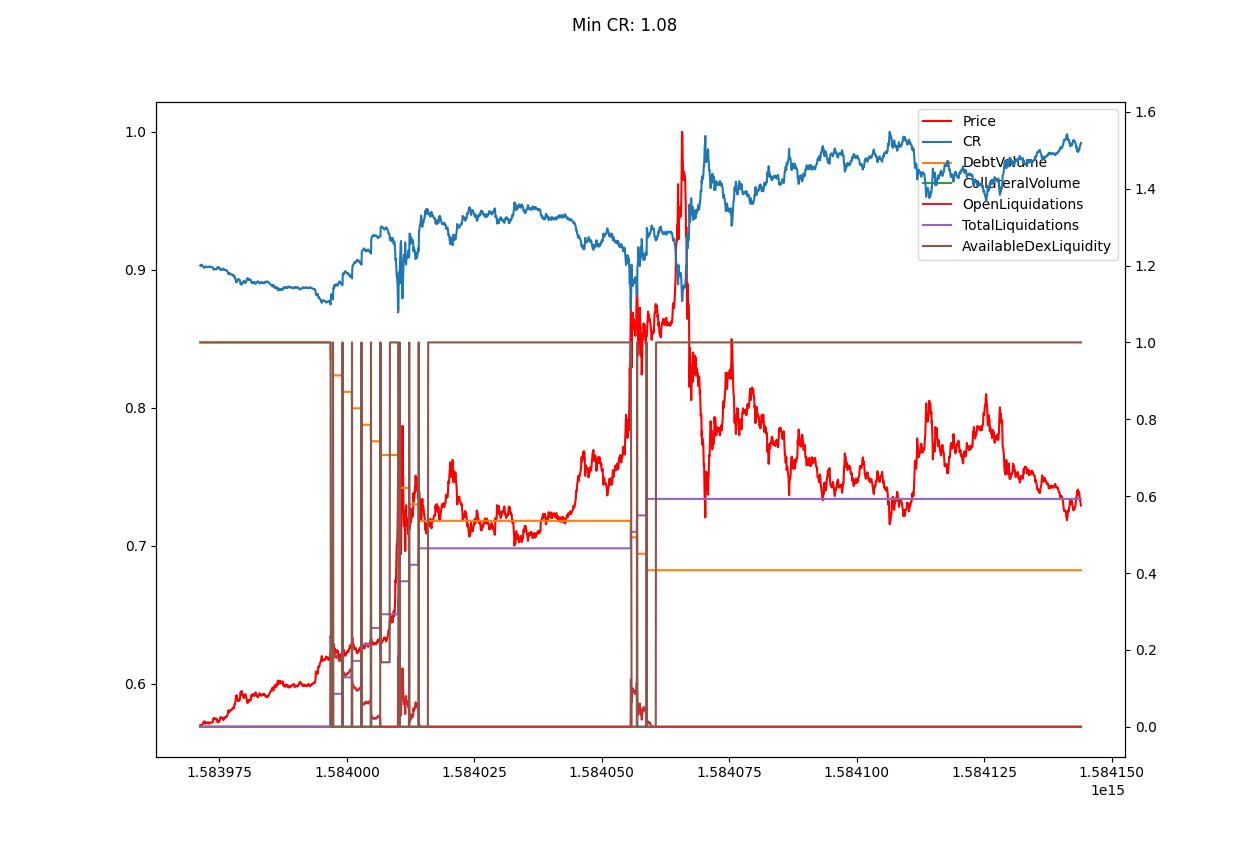 Min CR: 1.08
1.0
0.9
0.8
0.7
0.6
1.6
1.4
1.2
1.0
0.8
0.6
0.4
0.2
0.0
Price
CR
DebtVolume
CollateralVolume
OpenLiquidations
TotalLiquidations
AvailableDexLiquidity
1.583975 1.584000 1.584025 1.584050 1.584075 1.584100 1.584125 1.584150
1e15